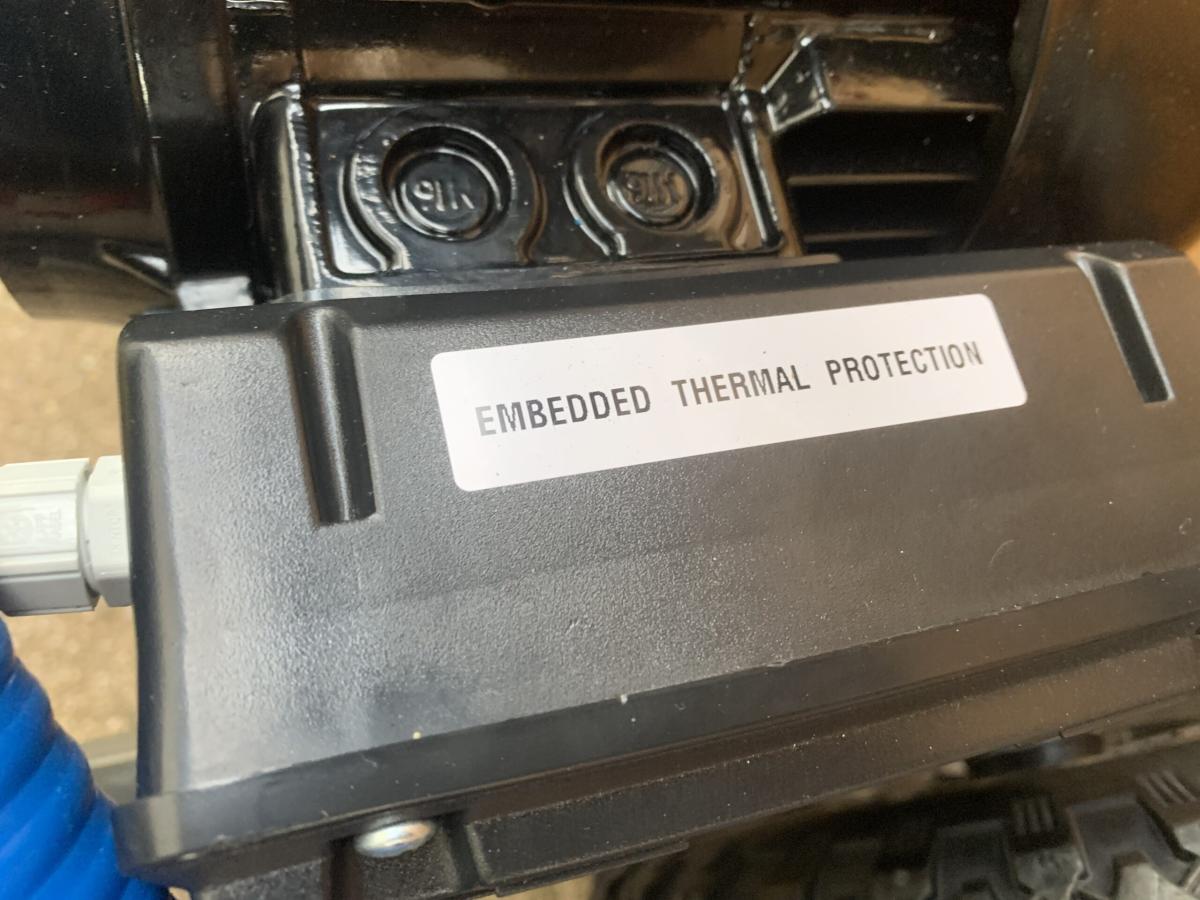 EMBEDDED THERMAL PROTECTION